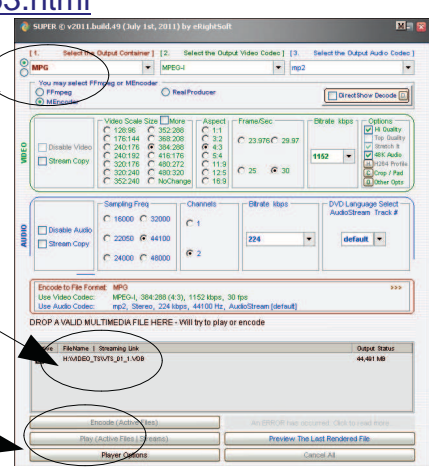 33.html
SUPER © v2011.build.49 (July 1st, 2011) by eRightSoft
[ 1. Select the Output Container ] [ 2. Select the Output Video Codec ] [ 3. Select the Output Audio Codec ]
MPG MPEG-I mp2
You may select FFmpeg or MEncoder
FFmpeg RealProducer
MEncoder
DirectShow Decode
VIDEO
Disable Video
Stream Copy
Video Scale Size More
128:96 352:288
176:144 368:208
240:176 384:288
240:192 416:176
320:176 480:272
320:240 480:320
352:240 NoChange
Aspect
1:1
3:2
4:3
5:4
11:9
12:5
16:9
Frame/Sec
23.976 29.97
25 30
Bitrate kbps
1152
Options
Hi Quality
Top Quality
48K Audio
H264 Profile
Crop / Pad
Other Opts
AUDIO
Disable Audio
Stream Copy
Sampling Freq
16000 32000
22050 44100
24000 48000
Channels
1
2
Bitrate kbps
224
DVD Language Select
AudioStream Track #
default
Encode to File Format: MPG >>>
Use Video Codec: MPEG-I, 384:288 (4:3), 1152 kbps, 30 fps
Use Audio Codec: mp2, Stereo, 224 kbps, 44100 Hz, AudioStream [default]
DROP A VALID MULTIMEDIA FILE HERE - Will try to play or encode
FileName | Streaming Link Output Status
H:\VIDEO_TS\VTS_01_1.VOB 44,491 MB
Encode (Active Files) An ERROR has occurred. Click to read more
Play (Active Files | Streams) Preview The Last Rendered File
Player Options Cancel All